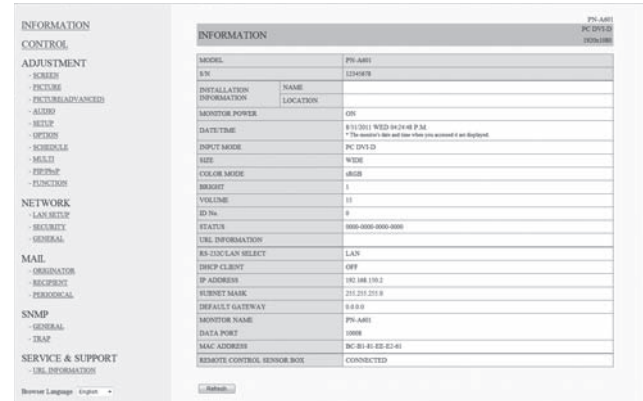 INFORMATION
CONTROL
ADJUSTMENT
- SCREEN
- PICTURE
- PICTURE(ADVANCED)
- AUDIO
- SETUP
- OPTION
- SCHEDULE
- MULTI
- PIP/PbyP
- FUNCTION
NETWORK
- LAN SETUP
- SECURITY
- GENERAL
MAIL
- ORIGINATOR
- RECIPIENT
- PERIODICAL
SNMP
- GENERAL
- TRAP
SERVICE & SUPPORT
- URL INFORMATION
Browser Language English
PN-A601
INFORMATION PC DVI-D
1920x1080
MODEL PN-A601
S/N 12345678
INSTALLATION INFORMATION NAME
LOCATION
MONITOR POWER ON
DATE/TIME 8/31/2011 WED 04:24:48 P.M.
* The monitor's date and time when you accessed it are displayed.
INPUT MODE PC DVI-D
SIZE WIDE
COLOR MODE sRGB
BRIGHT
VOLUME 15
ID No. 0
STATUS 0000-0000-0000-0000
URL INFORMATION
RS-232C/LAN SELECT LAN
DHCP CLIENT OFF
IP ADDRESS 192.168.150.2
SUBNET MASK 255.255.255.0
DEFAULT GATEWAY 0.0.0.0
MONITOR NAME PN-A601
DATA PORT 10008
MAC ADDRESS
REMOTE CONTROL SENSOR BOX CONNECTED
Refresh